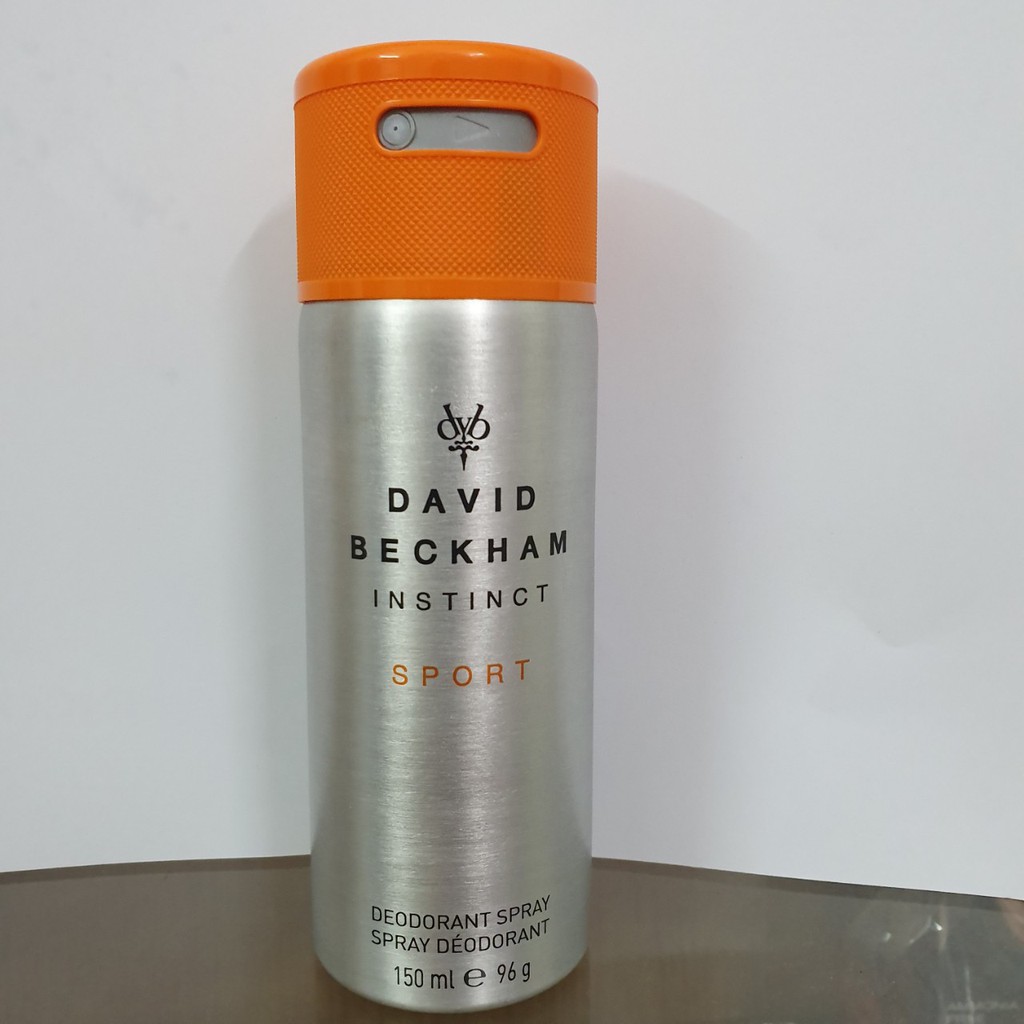 dvb
DAVID
BECKHAM
INSTINCT
SPORT
DEODORANT SPRAY
SPRAY DÉODORANT
150 ml e 96 g